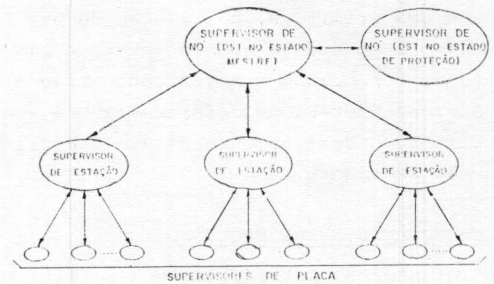 SUPERVISOR DE
NÓ (DST NO ESTADO
MESTRE)
SUPERVISOR DE
NÓ (DST NO ESTADO
DE PROTEÇÃO)
SUPERVISOR
DE ESTAÇÃO
SUPERVISOR
DE ESTAÇÃO
SUPERVISOR
DE ESTAÇÃO
SUPERVISORES DE PLACA